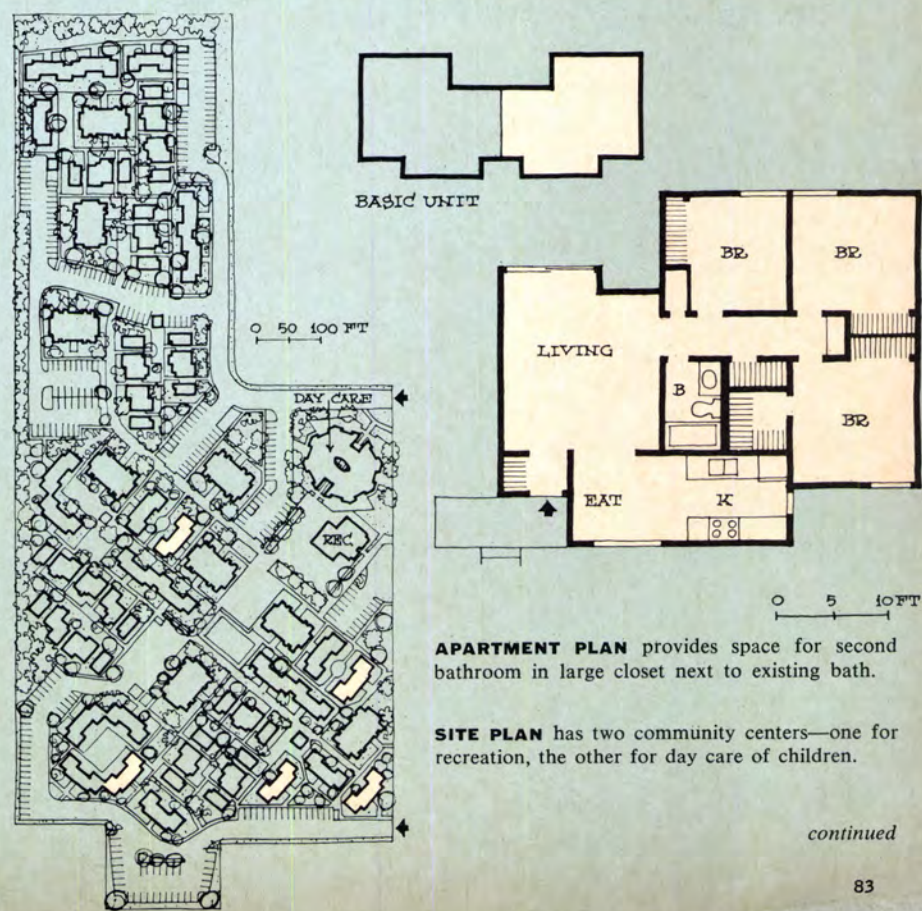 BASIC UNIT
0 50 100 FT
DAY CARE
REC.
BR
BR
LIVING
B
BR
EAT
K
0 5 10 FT
APARTMENT PLAN provides space for second
bathroom in large closet next to existing bath.
SITE PLAN has two community centers—one for
recreation, the other for day care of children.
continued
83